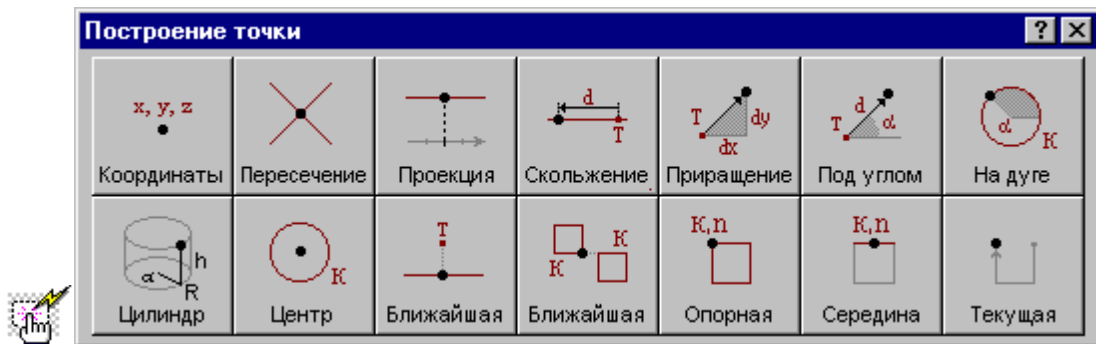 Построение точки
x, y, z
Координаты
Пересечение
Проекция
d
T
Скольжение
T
dy
dx
Приращение
d
T
α
Под углом
α
K
На дуге
h
α
R
Цилиндр
K
Центр
T
Ближайшая
K
K
Ближайшая
K,n
Опорная
K,n
Середина
Текущая